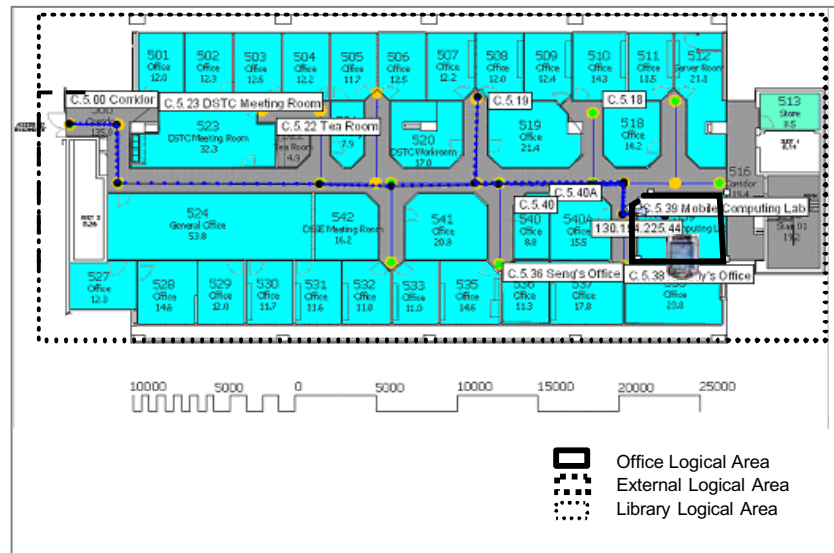 501
Office
12.0
502
Office
12.3
503
Office
12.6
504
Office
12.2
505
Office
11.7
506
Office
12.5
507
Office
12.2
508
Office
12.0
509
Office
12.4
510
Office
14.3
511
Office
11.5
512
Server Room
C.5.00 Corridor
C.5.23 DSTC Meeting Room
C.5.22 Tea Room
C.5.19
C.5.18
513
Store
135.8
523
DSTC Meeting Room
32.3
Tea Room
4.9
7.9
520
DSTC Workroom
17.0
519
Office
21.4
518
Office
14.2
516
Corridor
C.5.40A
C.5.40
C.5.39 Mobile Computing Lab
130.194.225.44
524
General Office
53.8
542
16.2
541
Office
20.8
540
Office
8.8
540A
Office
15.5
Stair 01
19.2
C.5.36 Seng's Office
C.5.38
's Office
527
Office
12.3
528
Office
14.6
529
Office
12.0
530
Office
11.7
531
Office
11.6
532
Office
11.8
533
Office
11.0
535
Office
14.6
536
Office
11.3
537
Office
17.8
Office
23.8
10000
5000
0
5000
10000
15000
20000
25000
Office Logical Area
External Logical Area
Library Logical Area